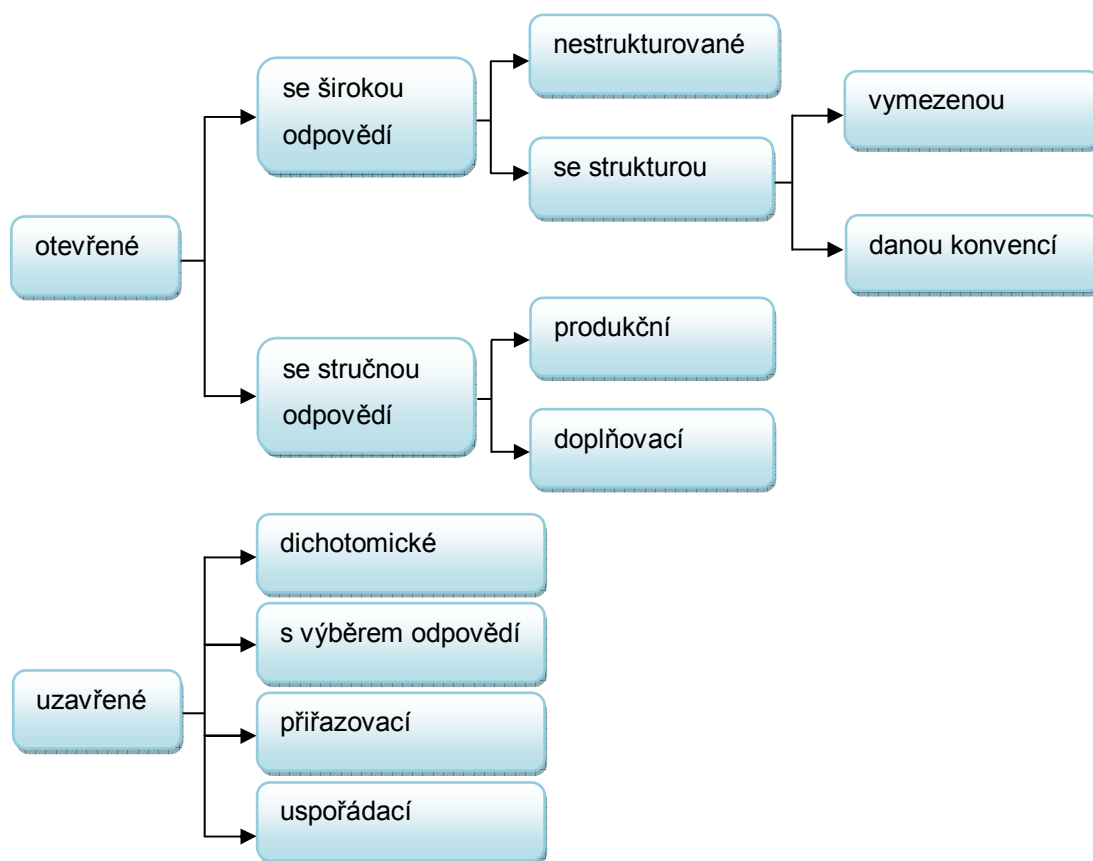 otevřené
se širokou
odpovědí
nestrukturované
se strukturou
vymezenou
danou konvencí
se stručnou
odpovědí
produkční
doplňovací
uzavřené
dichotomické
s výběrem odpovědí
přiřazovací
uspořádací